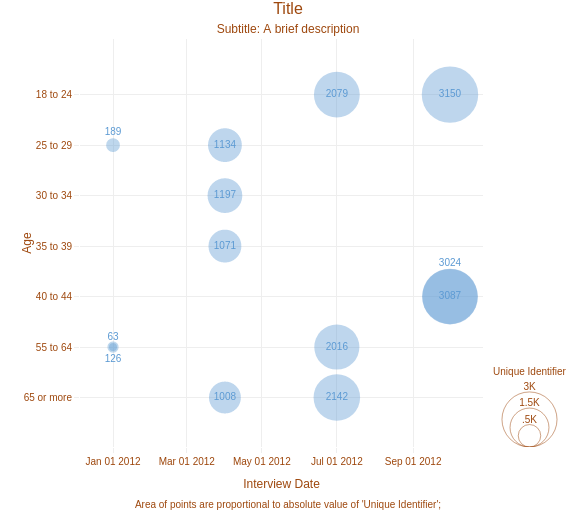 Title
Subtitle: A brief description
18 to 24
2079
3150
189
25 to 29
1134
30 to 34
1197
Age
35 to 39
1071
3024
40 to 44
3087
63
55 to 64
2016
126
Unique Identifier
3K
1.5K
.5K
65 or more
1008
2142
Jan 01 2012
Mar 01 2012
May 01 2012
Jul 01 2012
Sep 01 2012
Interview Date
Area of points are proportional to absolute value of 'Unique Identifier';